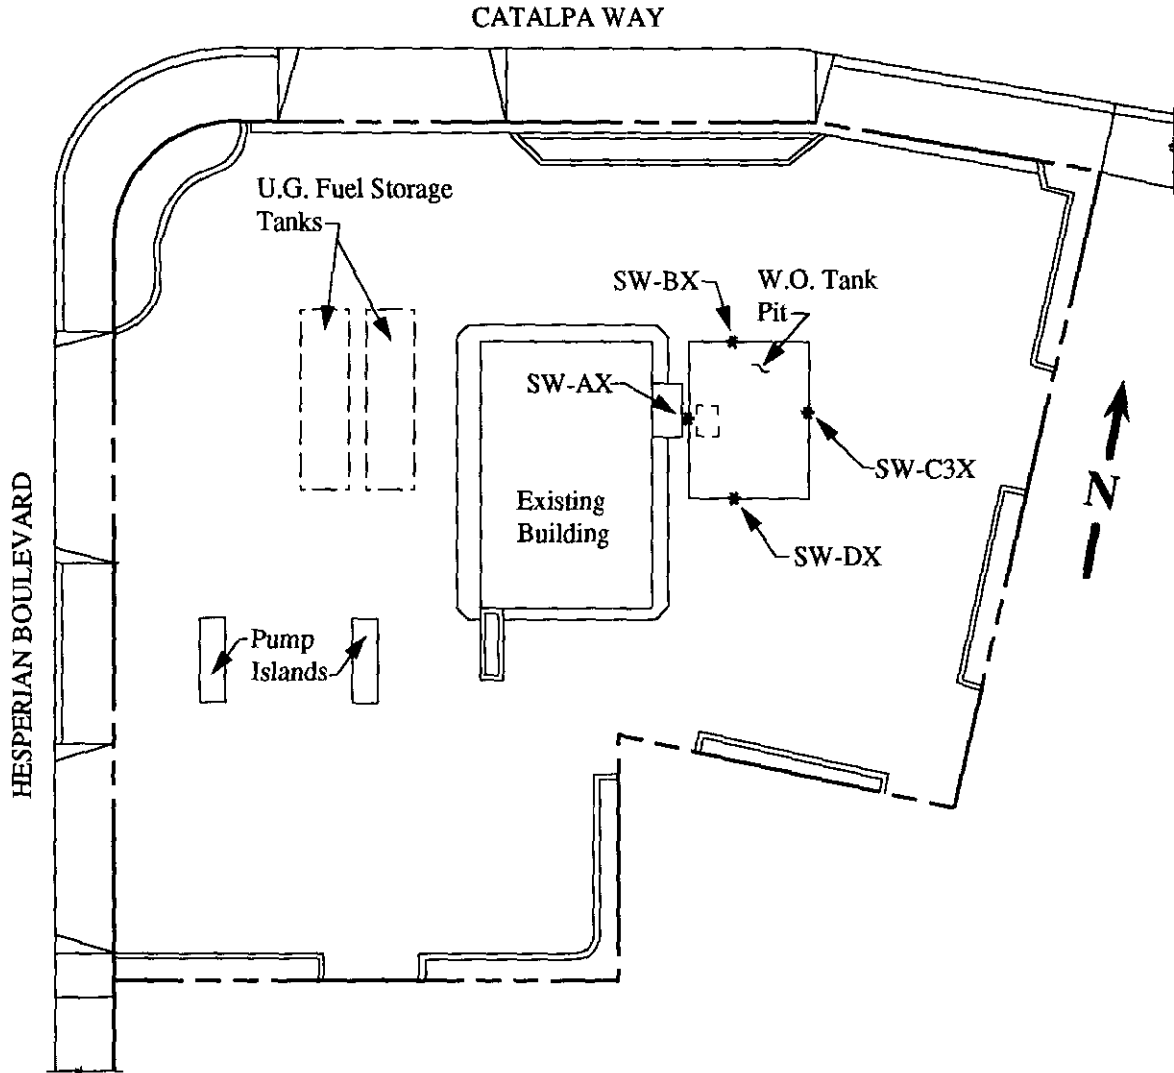 CATALPA WAY
U.G. Fuel Storage
Tanks
SW-BX
W.O. Tank
Pit
SW-AX
SW-C3X
Existing
Building
SW-DX
N
HESPERIAN BOULEVARD
Pump
Islands